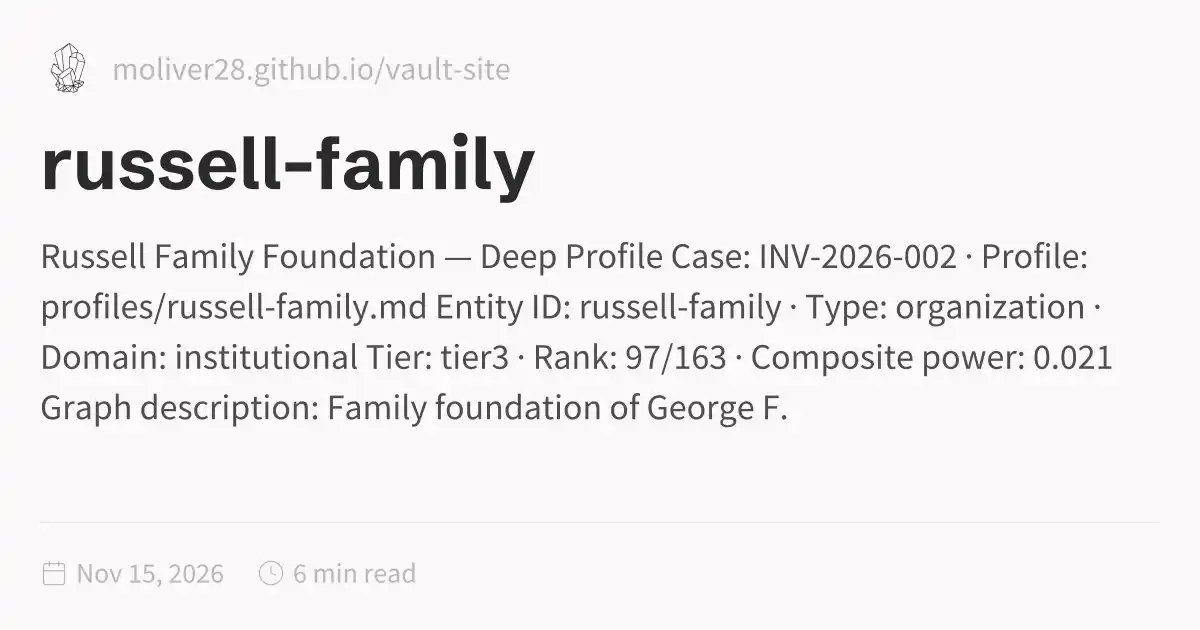 moliver28.github.io/vault-site
russell-family
Russell Family Foundation — Deep Profile Case: INV-2026-002 · Profile:
profiles/russell-family.md Entity ID: russell-family · Type: organization ·
Domain: institutional Tier: tier3 · Rank: 97/163 · Composite power: 0.021
Graph description: Family foundation of George F.
Nov 15, 2026 6 min read